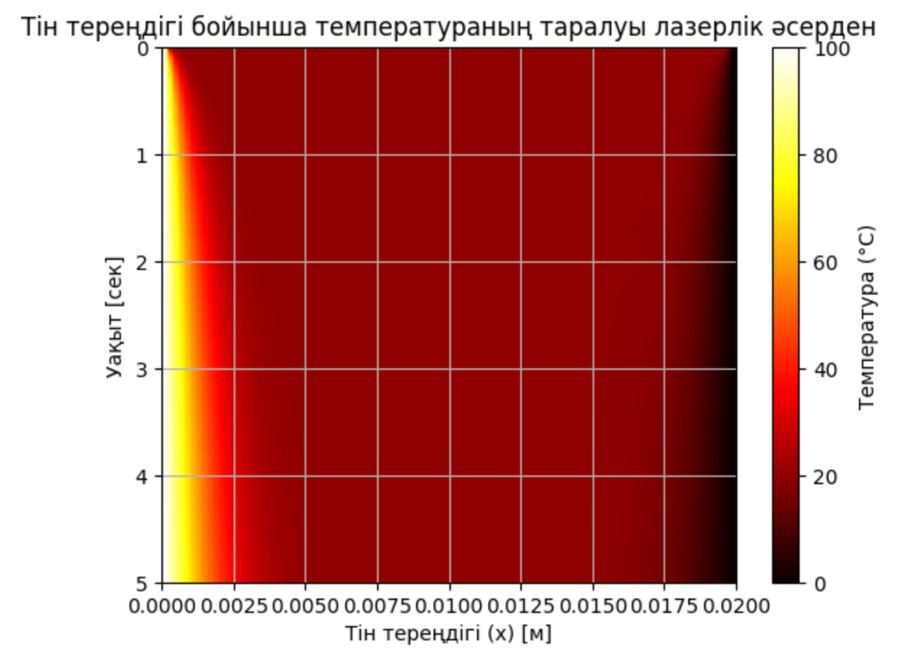 Тін тереңдігі бойынша температураның таралуы лазерлік әсерден
0
1
2
3
4
5
Уақыт [сек]
0.0000 0.0025 0.0050 0.0075 0.0100 0.0125 0.0150 0.0175 0.0200
Тін тереңдігі (x) [м]
100
80
60
40
20
0
Температура (°C)